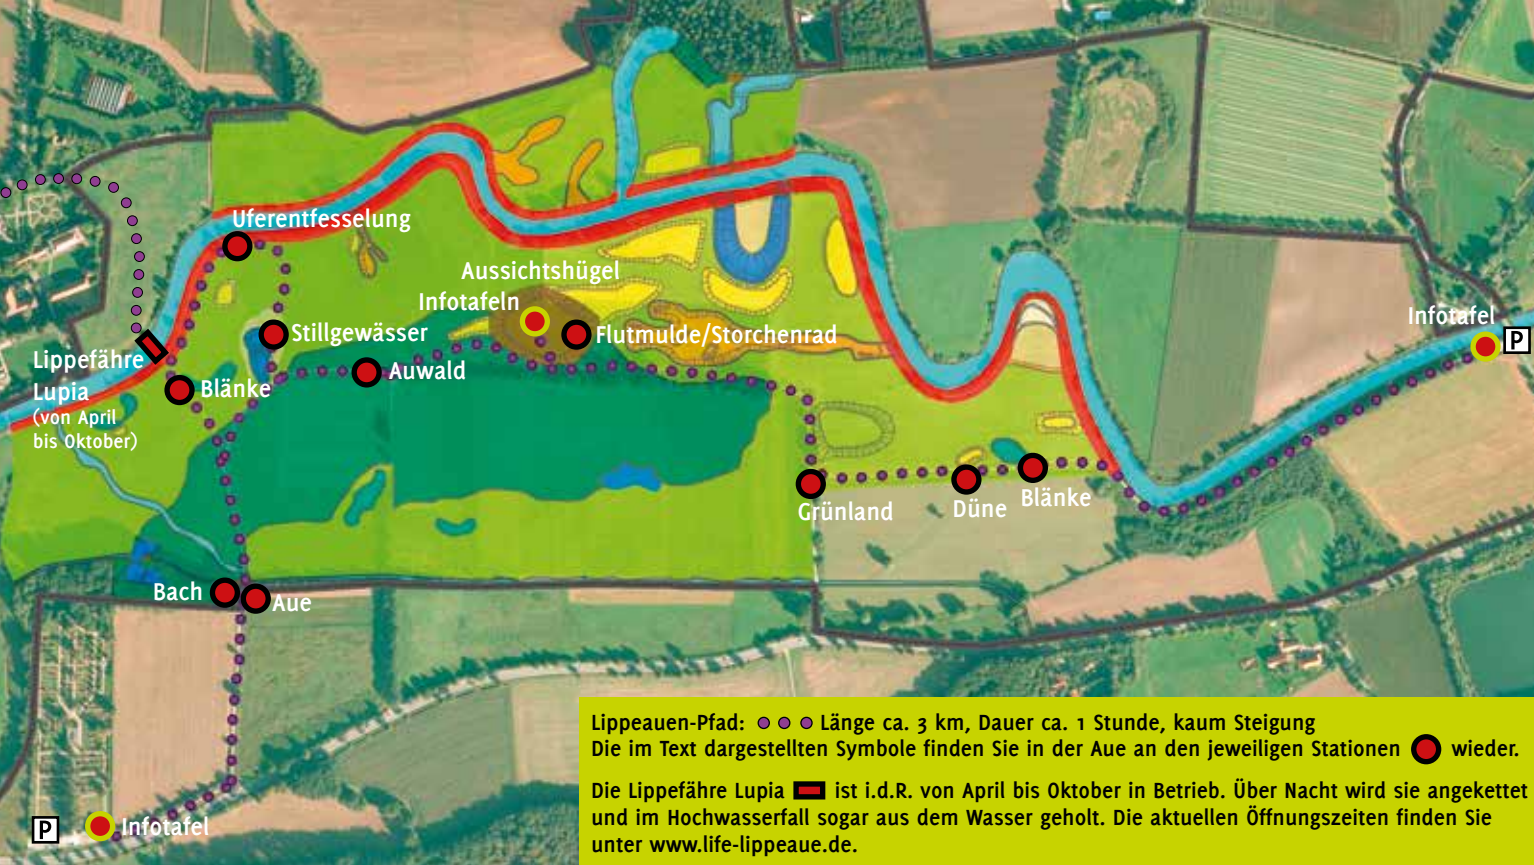 Uferentfesselung
Aussichtshügel
Infotafeln
Stillgewässer
Flutmulde/Storchenrad
Infotafel
P
Lippefähre
Lupia
(von April
bis Oktober)
Auwald
Blänke
Grünland
Düne
Blänke
Bach
Aue
P
Infotafel
Lippeauen-Pfad: Länge ca. 3 km, Dauer ca. 1 Stunde, kaum Steigung
Die im Text dargestellten Symbole finden Sie in der Aue an den jeweiligen Stationen wieder.
Die Lippefähre Lupia ist i.d.R. von April bis Oktober in Betrieb. Über Nacht wird sie angekettet
und im Hochwasserfall sogar aus dem Wasser geholt. Die aktuellen Öffnungszeiten finden Sie
unter www.life-lippeaue.de.